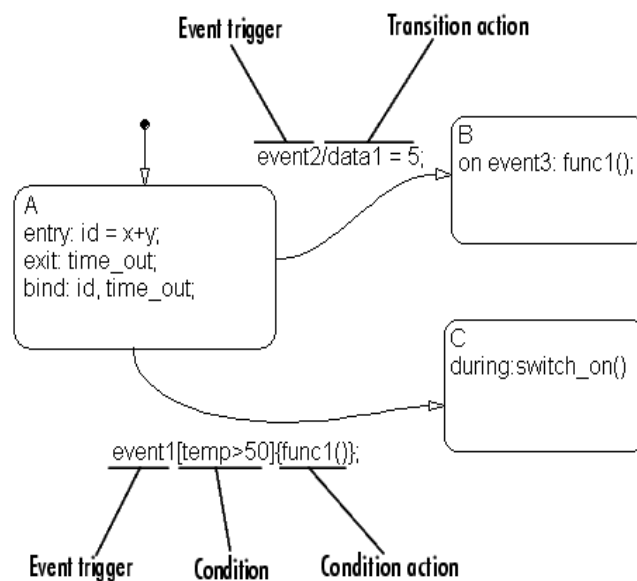 Event trigger
Transition action
event2/data1 = 5;
A
entry: id = x+y;
exit: time_out;
bind: id, time_out;
B
on event3: func1();
C
during:switch_on()
event1[temp>50]{func1()};
Event trigger
Condition
Condition action